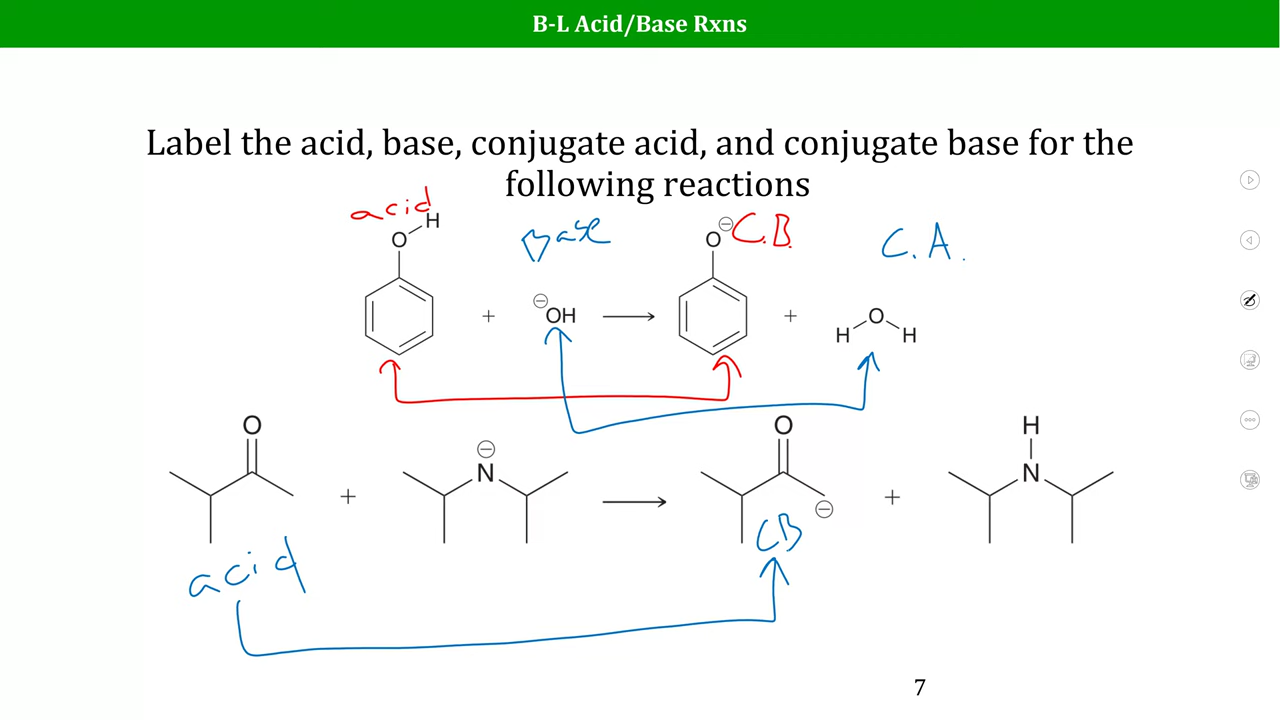 B-L Acid/Base Rxns
Label the acid, base, conjugate acid, and conjugate base for the
following reactions
acid
Base
C.B.
C.A.
H
O
O
⊖
+
⊖
OH
+
O
H
H
O
⊖
N
O
H
N
+
+
⊖
acid
CB
7